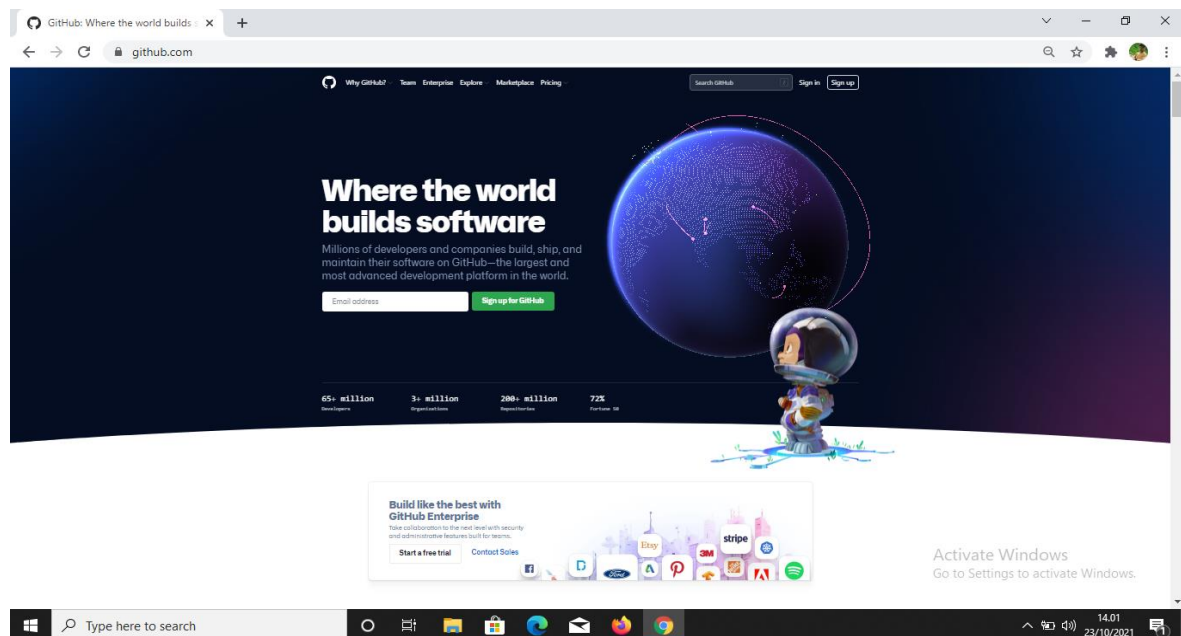 GitHub: Where the world builds s
github.com
Why GitHub? Team Enterprise Explore Marketplace Pricing
Search GitHub /
Sign in Sign up
Where the world
builds software
Millions of developers and companies build, ship, and
maintain their software on GitHub—the largest and
most advanced development platform in the world.
Email address Sign up for GitHub
65+ million 3+ million 200+ million 72%
Developers Organizations Repositories Fortune 50
Build like the best with
GitHub Enterprise
Take collaboration to the next level with security
and administrative features built for teams.
Start a free trial Contact Sales
Etsy
stripe
3M
Ford
Activate Windows
Go to Settings to activate Windows.
Type here to search
14.01
23/10/2021
1